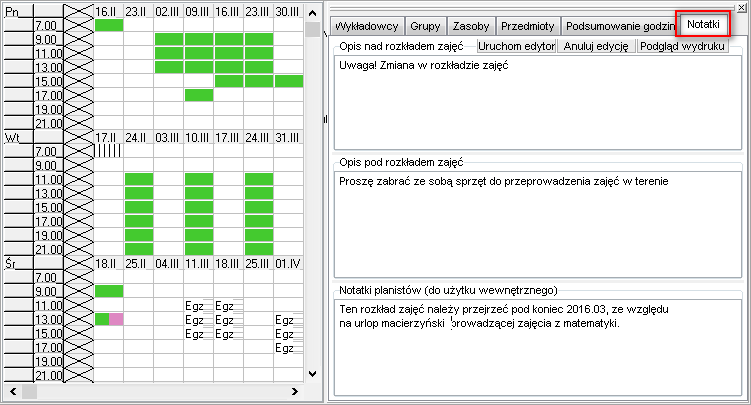 Pn 16.II 23.II 02.III 09.III 16.III 23.III 30.III
7.00
9.00
11.00
13.00
15.00
17.00
19.00
21.00
Wt 17.II 24.II 03.III 10.III 17.III 24.III 31.III
7.00
9.00
11.00
13.00
15.00
17.00
19.00
21.00
Śr 18.II 25.II 04.III 11.III 18.III 25.III 01.IV
7.00
9.00
11.00 Egz Egz
13.00 Egz Egz Egz
15.00 Egz Egz Egz
17.00 Egz
19.00
21.00
Wykładowcy Grupy Zasoby Przedmioty Podsumowanie godzin Notatki
Opis nad rozkładem zajęć Uruchom edytor Anuluj edycję Podgląd wydruku
Uwaga! Zmiana w rozkładzie zajęć
Opis pod rozkładem zajęć
Proszę zabrać ze sobą sprzęt do przeprowadzenia zajęć w terenie
Notatki planistów (do użytku wewnętrznego)
Ten rozkład zajęć należy przejrzeć pod koniec 2016.03, ze względu
na urlop macierzyński prowadzącej zajęcia z matematyki.